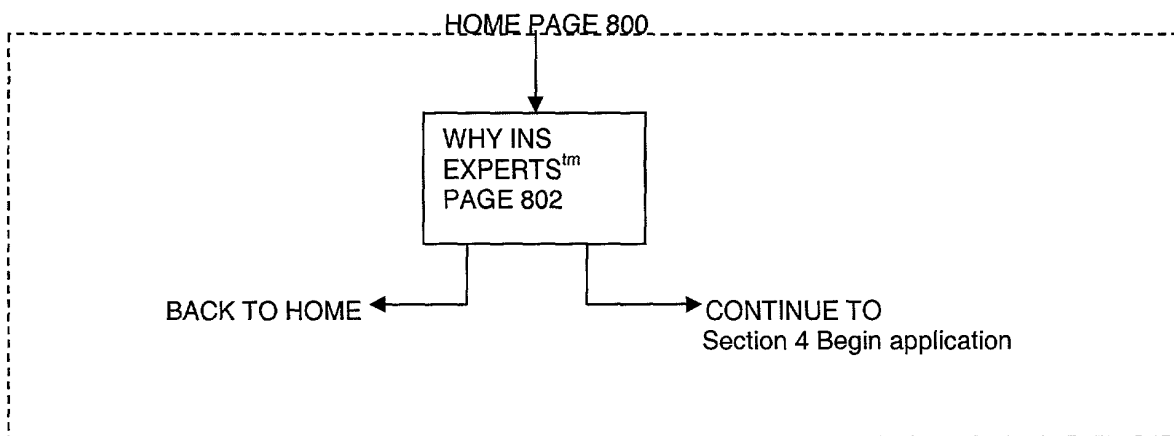 HOME PAGE 800
WHY INS
EXPERTS™
PAGE 802
BACK TO HOME
CONTINUE TO
Section 4 Begin application